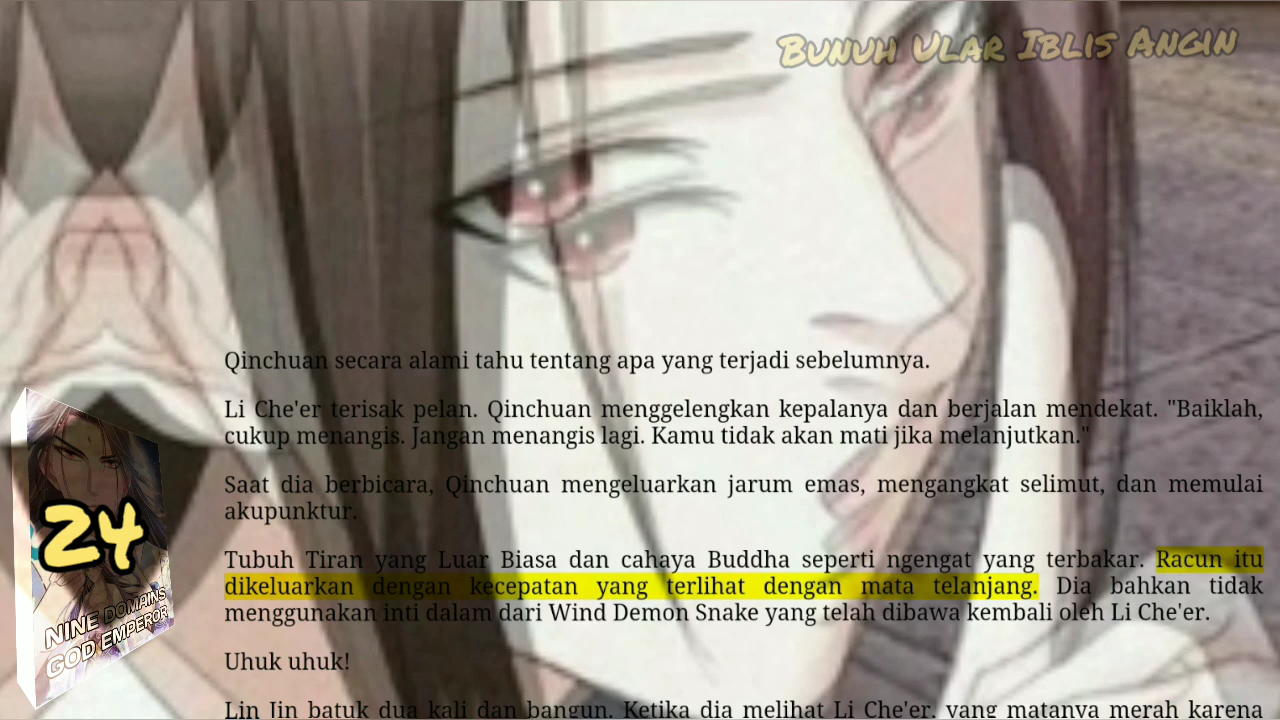 Bunuh Ular Iblis Angin
Qinchuan secara alami tahu tentang apa yang terjadi sebelumnya.
Li Che'er terisak pelan. Qinchuan menggelengkan kepalanya dan berjalan mendekat. "Baiklah,
cukup menangis. Jangan menangis lagi. Kamu tidak akan mati jika melanjutkan."
Saat dia berbicara, Qinchuan mengeluarkan jarum emas, mengangkat selimut, dan memulai
akupunktur.
Tubuh Tiran yang Luar Biasa dan cahaya Buddha seperti ngengat yang terbakar. Racun itu
dikeluarkan dengan kecepatan yang terlihat dengan mata telanjang. Dia bahkan tidak
menggunakan inti dalam dari Wind Demon Snake yang telah dibawa kembali oleh Li Che'er.
Uhuk uhuk!
Lin Jin batuk dua kali dan bangun. Ketika dia melihat Li Che'er, yang matanya merah karena
24
NINE DOMAINS
GOD EMPEROR